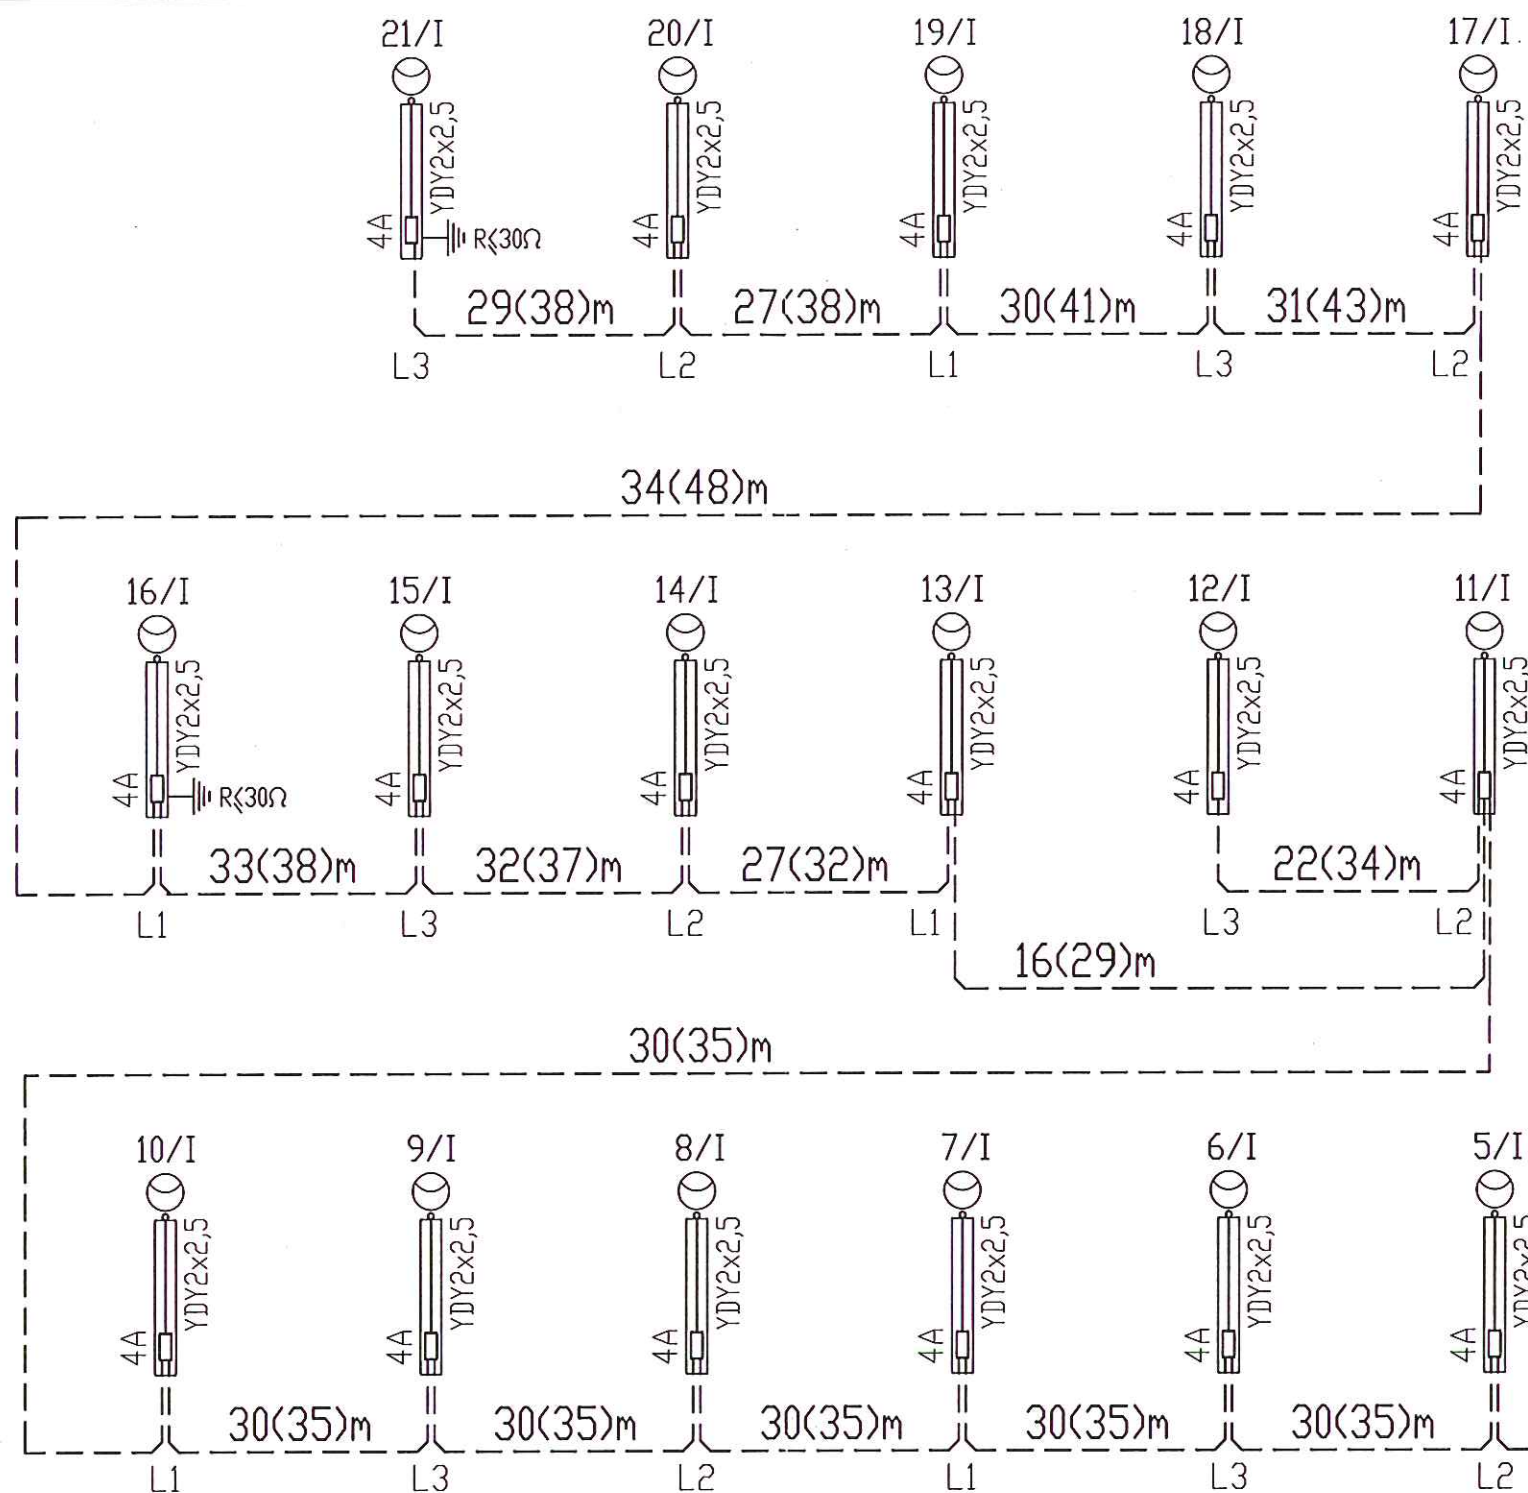 21/I 20/I 19/I 18/I 17/I
YDY2x2,5 YDY2x2,5 YDY2x2,5 YDY2x2,5 YDY2x2,5
4A R≤30Ω 4A 4A 4A 4A
29(38)m 27(38)m 30(41)m 31(43)m
L3 L2 L1 L3 L2
34(48)m
16/I 15/I 14/I 13/I 12/I 11/I
YDY2x2,5 YDY2x2,5 YDY2x2,5 YDY2x2,5 YDY2x2,5 YDY2x2,5
4A R≤30Ω 4A 4A 4A 4A 4A
33(38)m 32(37)m 27(32)m 22(34)m
L1 L3 L2 L1 L3 L2
16(29)m
30(35)m
10/I 9/I 8/I 7/I 6/I 5/I
YDY2x2,5 YDY2x2,5 YDY2x2,5 YDY2x2,5 YDY2x2,5 YDY2x2,5
4A 4A 4A 4A 4A 4A
30(35)m 30(35)m 30(35)m 30(35)m 30(35)m
L1 L3 L2 L1 L3 L2